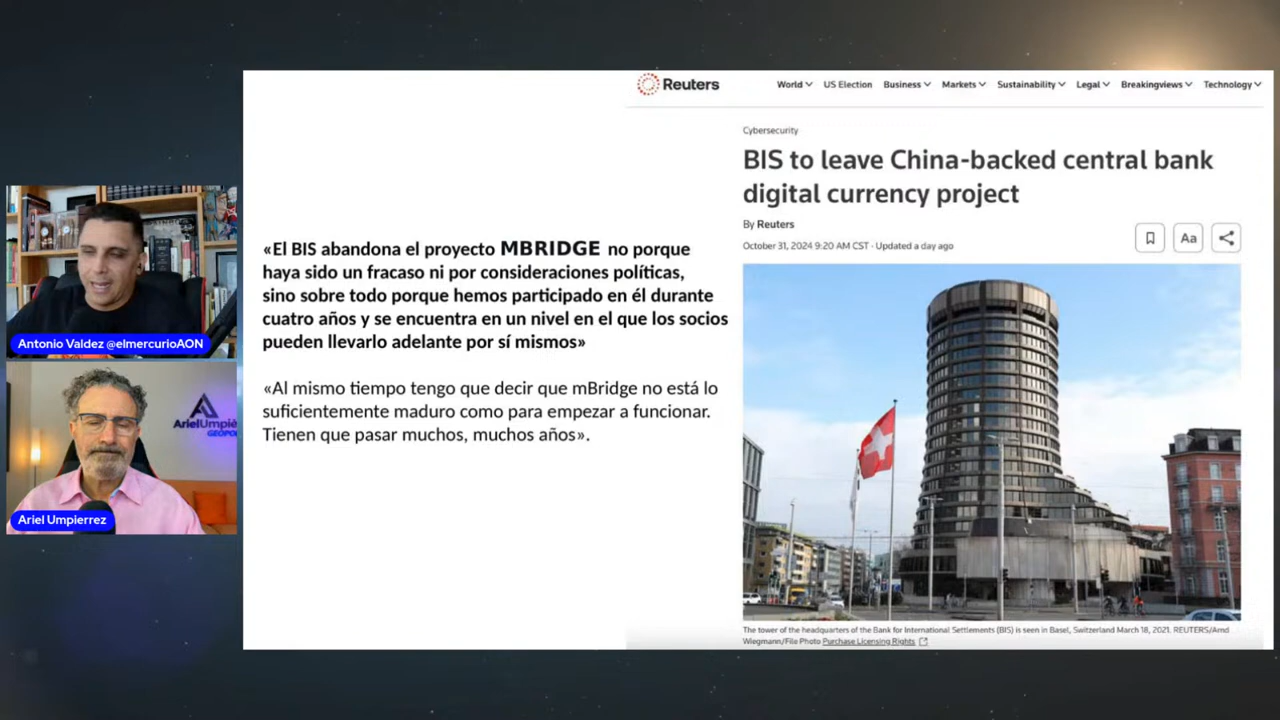 Reuters
World
US Election
Business
Markets
Sustainability
Legal
Breakingviews
Technology
Cybersecurity
BIS to leave China-backed central bank
digital currency project
By Reuters
October 31, 2024 9:20 AM CST · Updated a day ago
Aa
«El BIS abandona el proyecto MBRIDGE no porque
haya sido un fracaso ni por consideraciones políticas,
sino sobre todo porque hemos participado en él durante
cuatro años y se encuentra en un nivel en el que los socios
pueden llevarlo adelante por sí mismos»
«Al mismo tiempo tengo que decir que mBridge no está lo
suficientemente maduro como para empezar a funcionar.
Tienen que pasar muchos, muchos años».
The tower of the headquarters of the Bank for International Settlements (BIS) is seen in Basel, Switzerland March 18, 2021. REUTERS/Arnd
Wiegmann/File Photo Purchase Licensing Rights
Antonio Valdez @elmercurioAON
Ariel Umpierrez